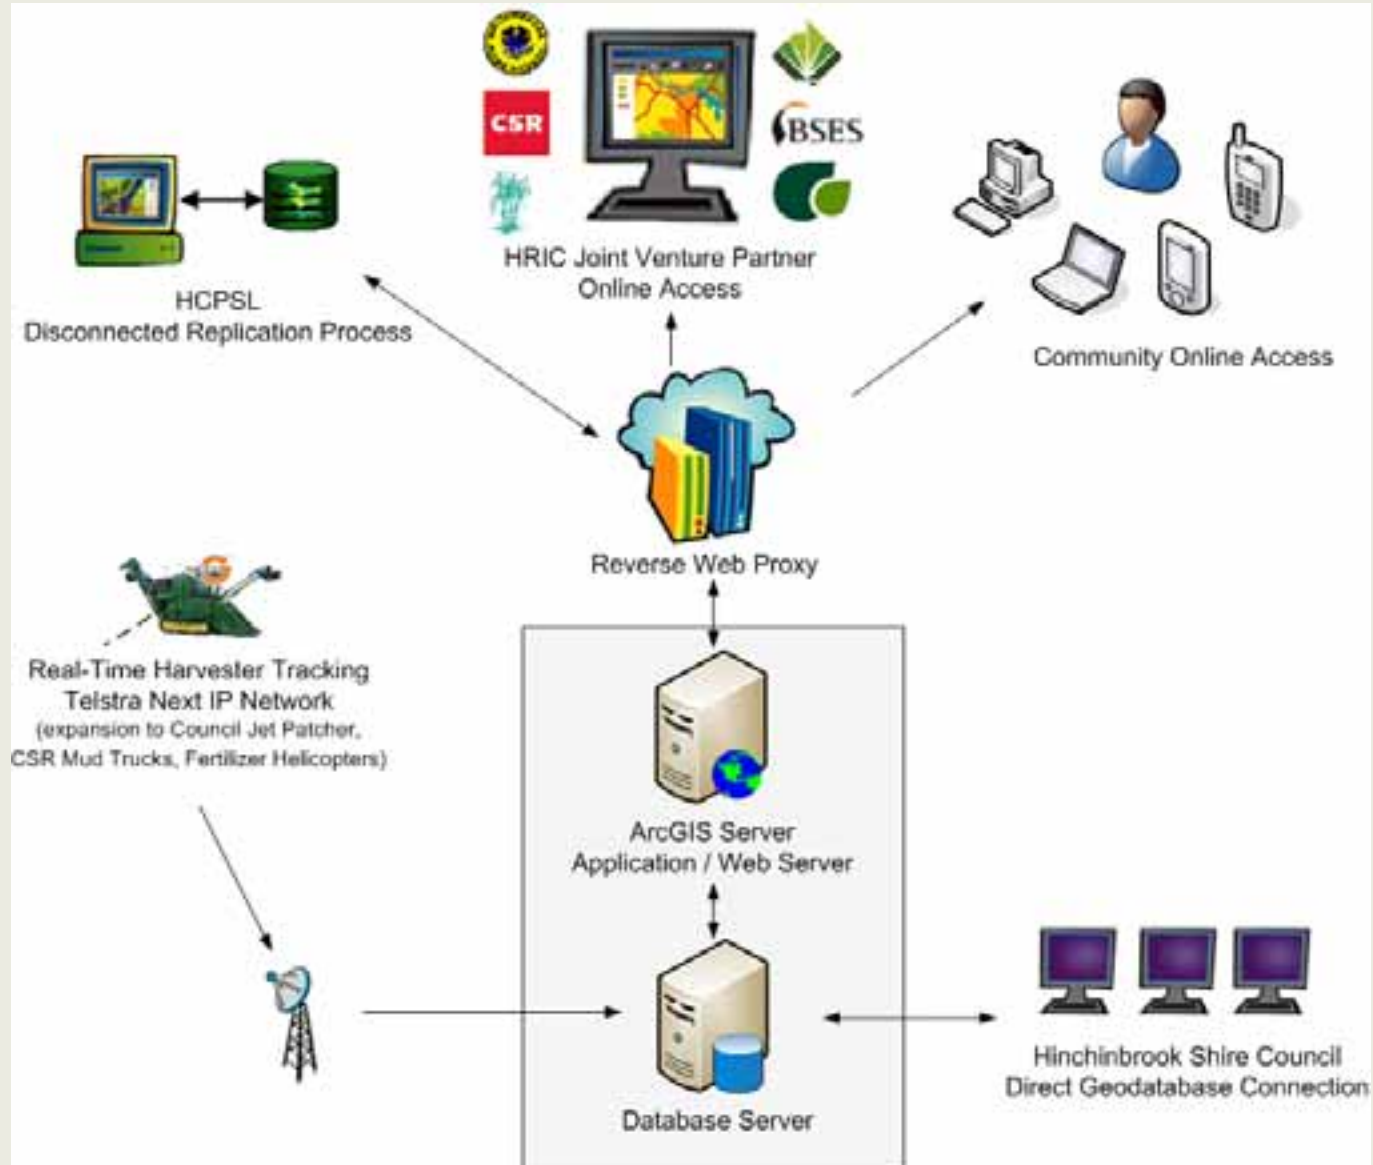 CSR
BSES
HRIC Joint Venture Partner
Online Access
HCPSL
Disconnected Replication Process
Community Online Access
Reverse Web Proxy
Real-Time Harvester Tracking
Telstra Next IP Network
(expansion to Council Jet Patcher,
CSR Mud Trucks, Fertilizer Helicopters)
ArcGIS Server
Application / Web Server
Hinchinbrook Shire Council
Direct Geodatabase Connection
Database Server